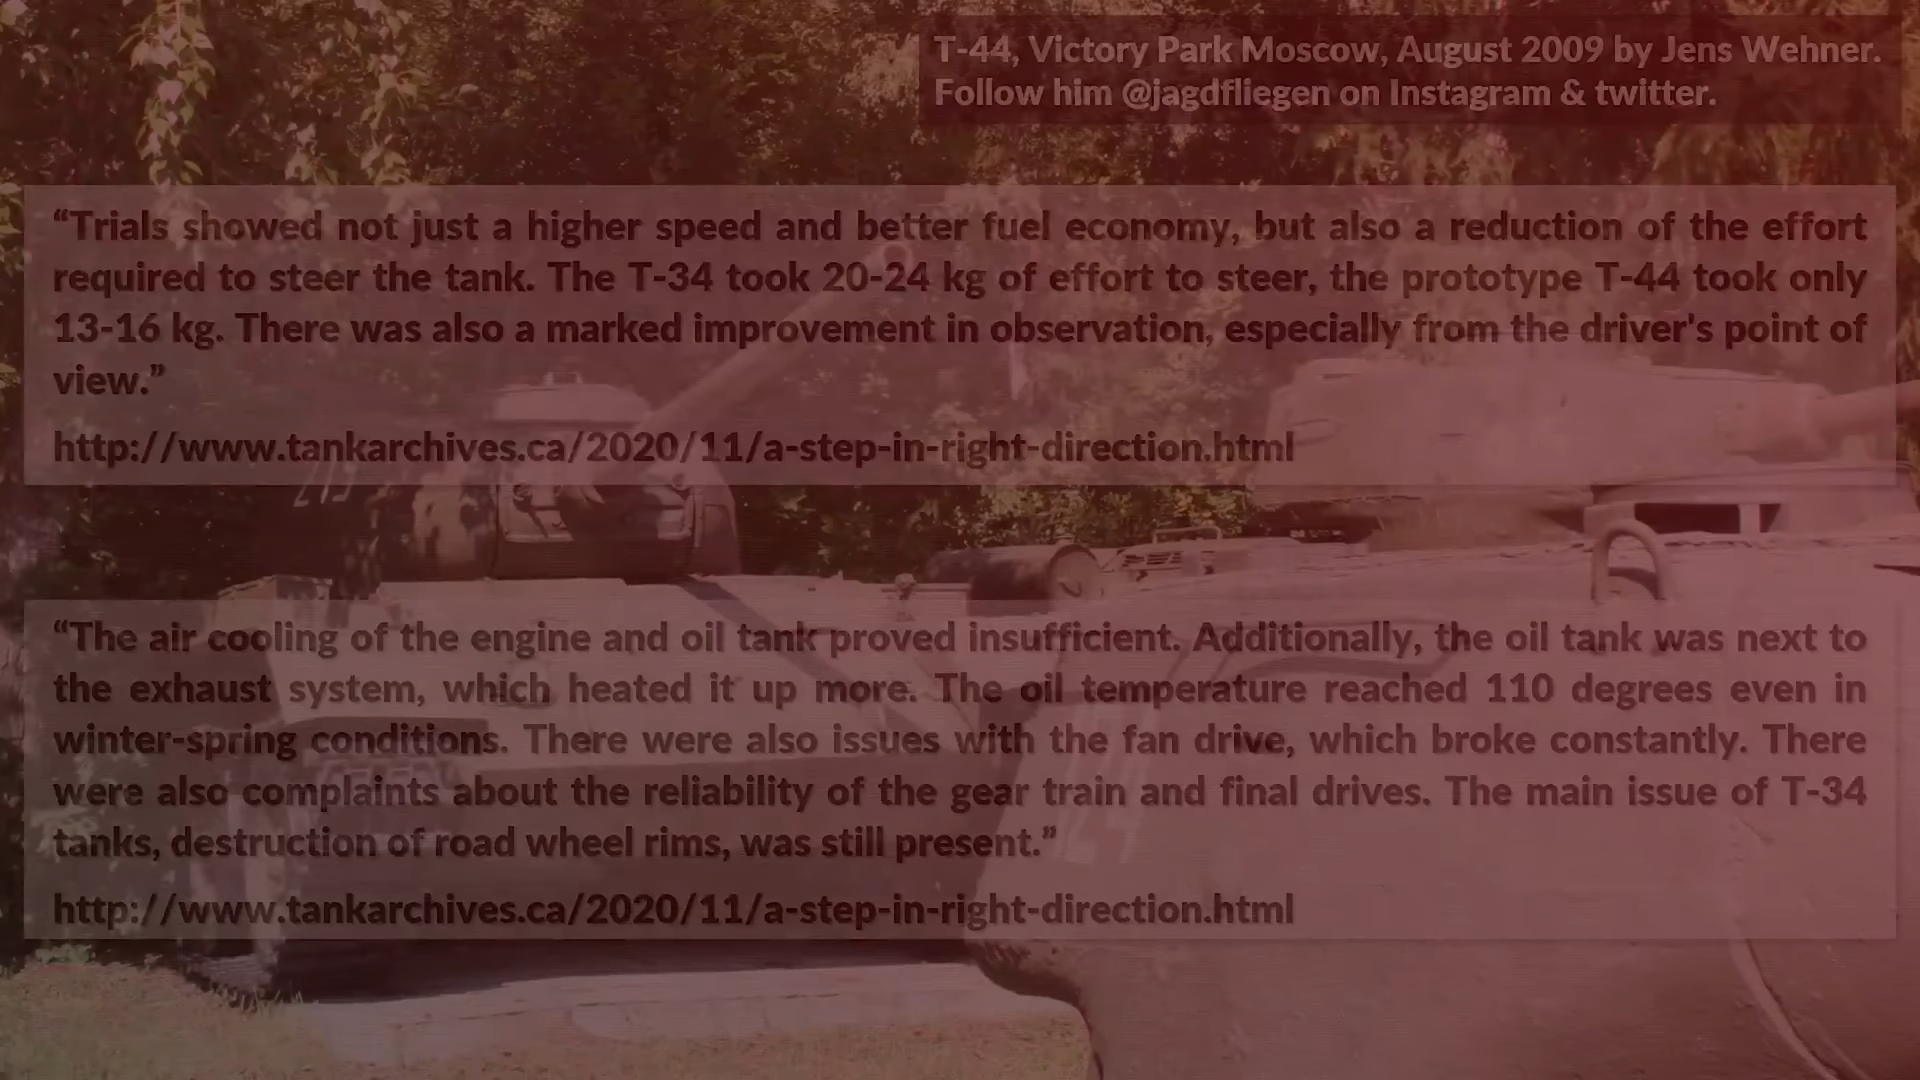 T-44, Victory Park Moscow, August 2009 by Jens Wehner.
Follow him @jagdfliegen on Instagram & twitter.
“Trials showed not just a higher speed and better fuel economy, but also a reduction of the effort
required to steer the tank. The T-34 took 20-24 kg of effort to steer, the prototype T-44 took only
13-16 kg. There was also a marked improvement in observation, especially from the driver's point of
view.”
http://www.tankarchives.ca/2020/11/a-step-in-right-direction.html
“The air cooling of the engine and oil tank proved insufficient. Additionally, the oil tank was next to
the exhaust system, which heated it up more. The oil temperature reached 110 degrees even in
winter-spring conditions. There were also issues with the fan drive, which broke constantly. There
were also complaints about the reliability of the gear train and final drives. The main issue of T-34
tanks, destruction of road wheel rims, was still present.”
http://www.tankarchives.ca/2020/11/a-step-in-right-direction.html